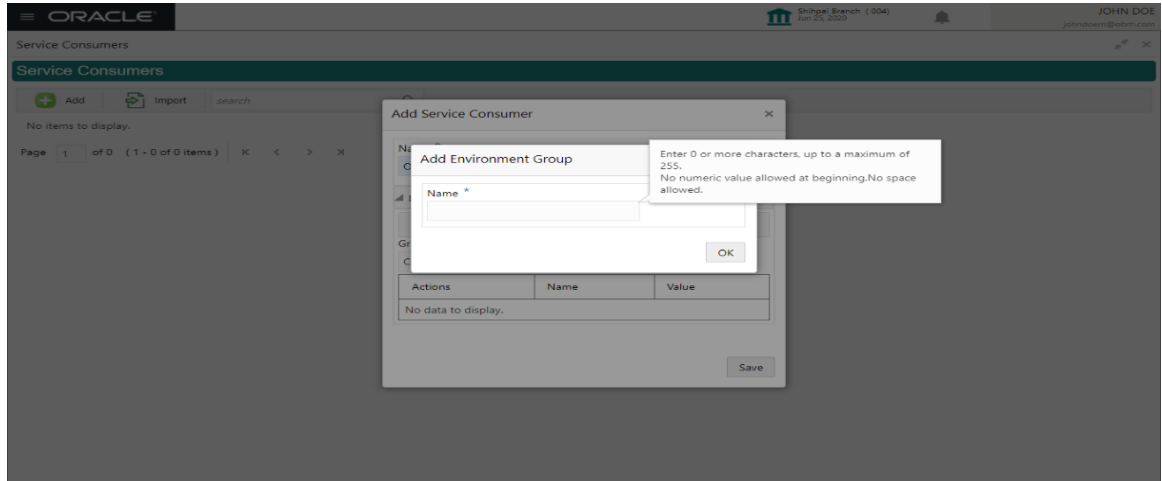 ORACLE
Shihpai Branch ( 004)
Jun 25, 2020
JOHN DOE
Service Consumers
Service Consumers
Add
Import
search
No items to display.
Page 1 of 0 ( 1 - 0 of 0 items )
Add Service Consumer
Add Environment Group
Name *
Enter 0 or more characters, up to a maximum of
255.
No numeric value allowed at beginning.No space
allowed.
OK
Actions Name Value
No data to display.
Save